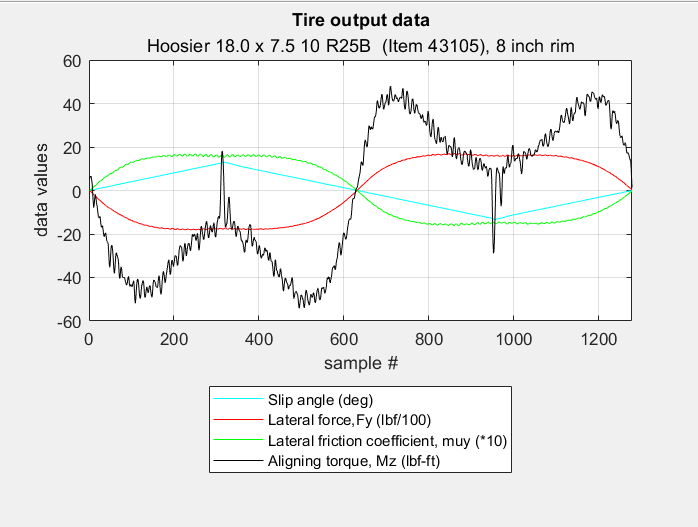 Tire output data
Hoosier 18.0 x 7.5 10 R25B  (Item 43105), 8 inch rim
data values
60
40
20
0
-20
-40
-60
0
200
400
600
800
1000
1200
sample #
Slip angle (deg)
Lateral force,Fy (lbf/100)
Lateral friction coefficient, muy (*10)
Aligning torque, Mz (lbf-ft)